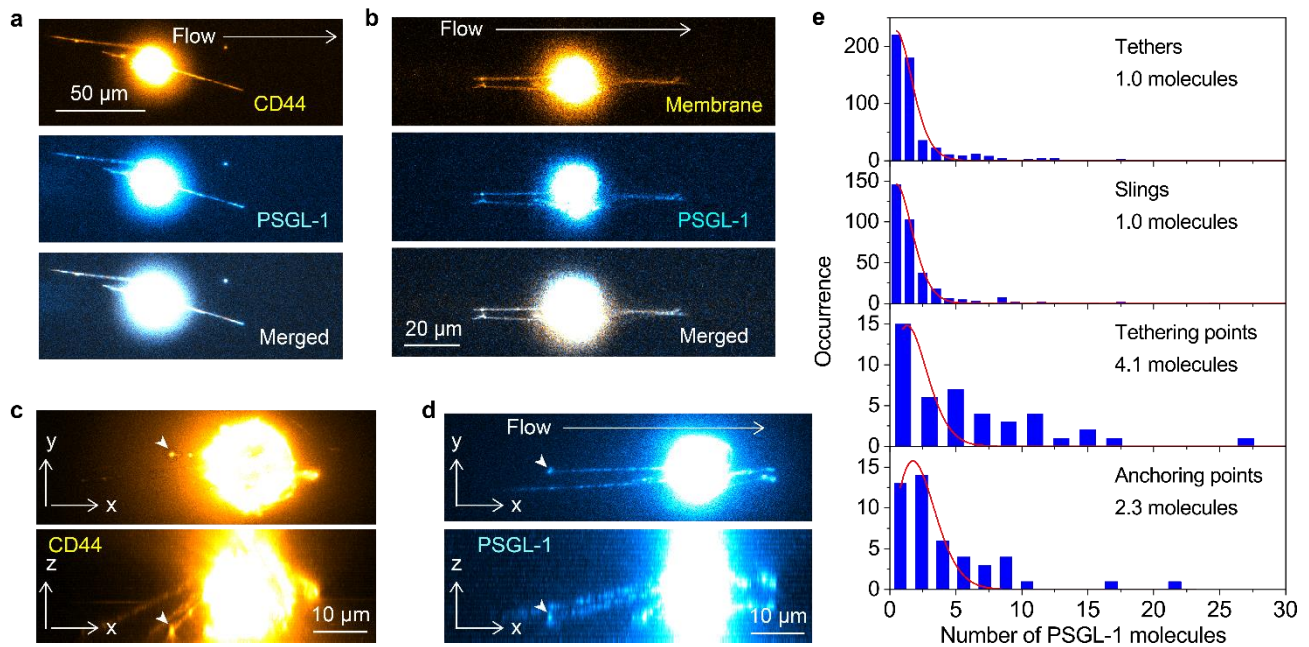 a
Flow
50 µm
CD44
PSGL-1
Merged
b
Flow
Membrane
PSGL-1
20 µm
Merged
c
y
x
CD44
z
x
10 µm
d
Flow
y
x
PSGL-1
z
x
10 µm
e
Occurrence
200
100
0
Tethers
1.0 molecules
150
100
50
0
Slings
1.0 molecules
15
10
5
0
Tethering points
4.1 molecules
15
10
5
0
Anchoring points
2.3 molecules
0 5 10 15 20 25 30
Number of PSGL-1 molecules